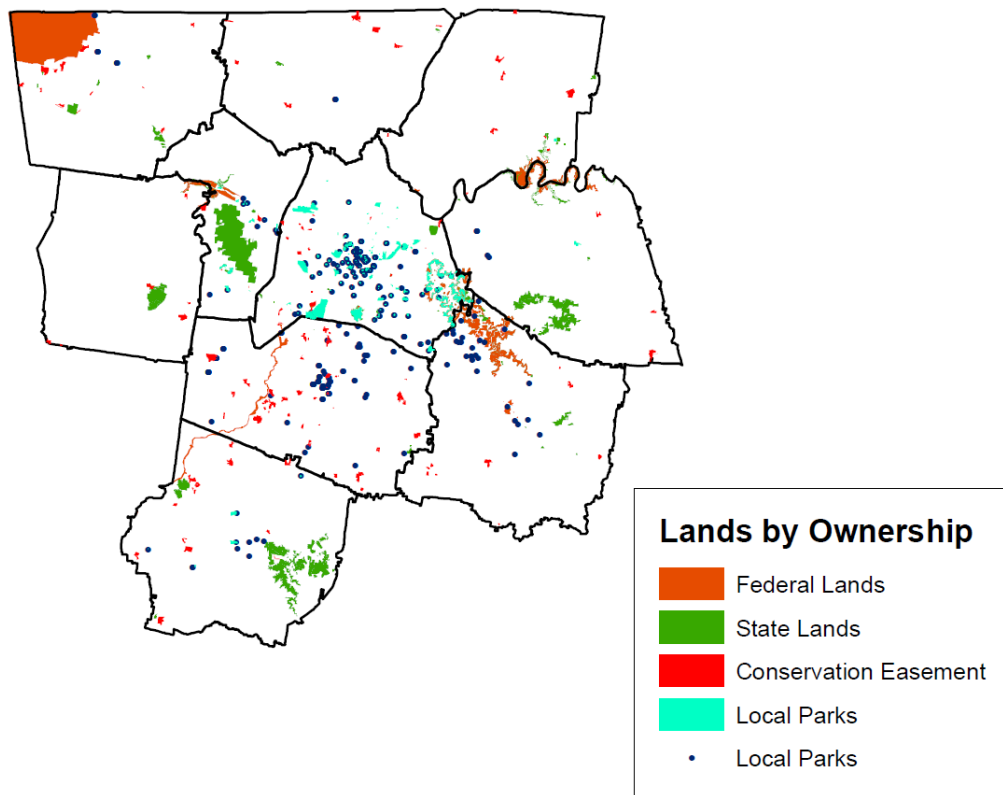 Lands by Ownership
Federal Lands
State Lands
Conservation Easement
Local Parks
Local Parks